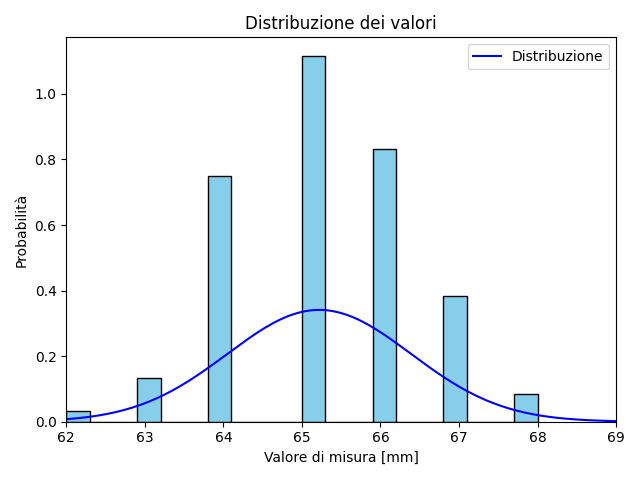 Distribuzione dei valori
Distribuzione
Probabilità
1.0
0.8
0.6
0.4
0.2
0.0
62 63 64 65 66 67 68 69
Valore di misura [mm]